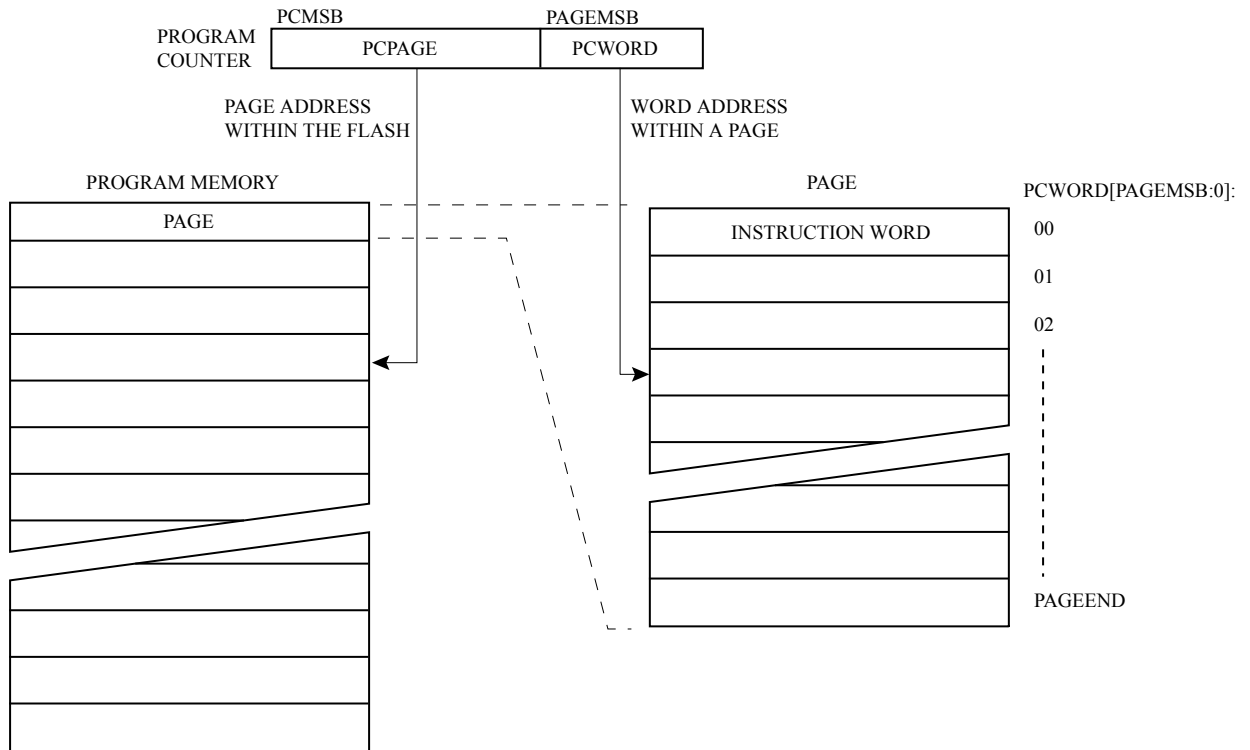 PCMSB PAGEMSB
PROGRAM
COUNTER
PCPAGE PCWORD
PAGE ADDRESS
WITHIN THE FLASH
WORD ADDRESS
WITHIN A PAGE
PROGRAM MEMORY
PAGE
PAGE
PCWORD[PAGEMSB:0]:
INSTRUCTION WORD
00
01
02
PAGEEND